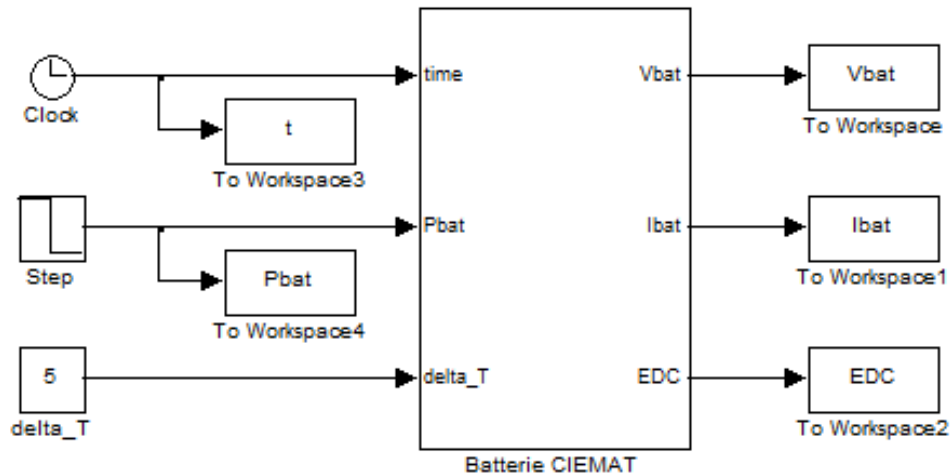 Clock
t
To Workspace3
Step
Pbat
To Workspace4
5
delta_T
time
Pbat
delta_T
Vbat
Ibat
EDC
Batterie CIEMAT
Vbat
To Workspace
Ibat
To Workspace1
EDC
To Workspace2